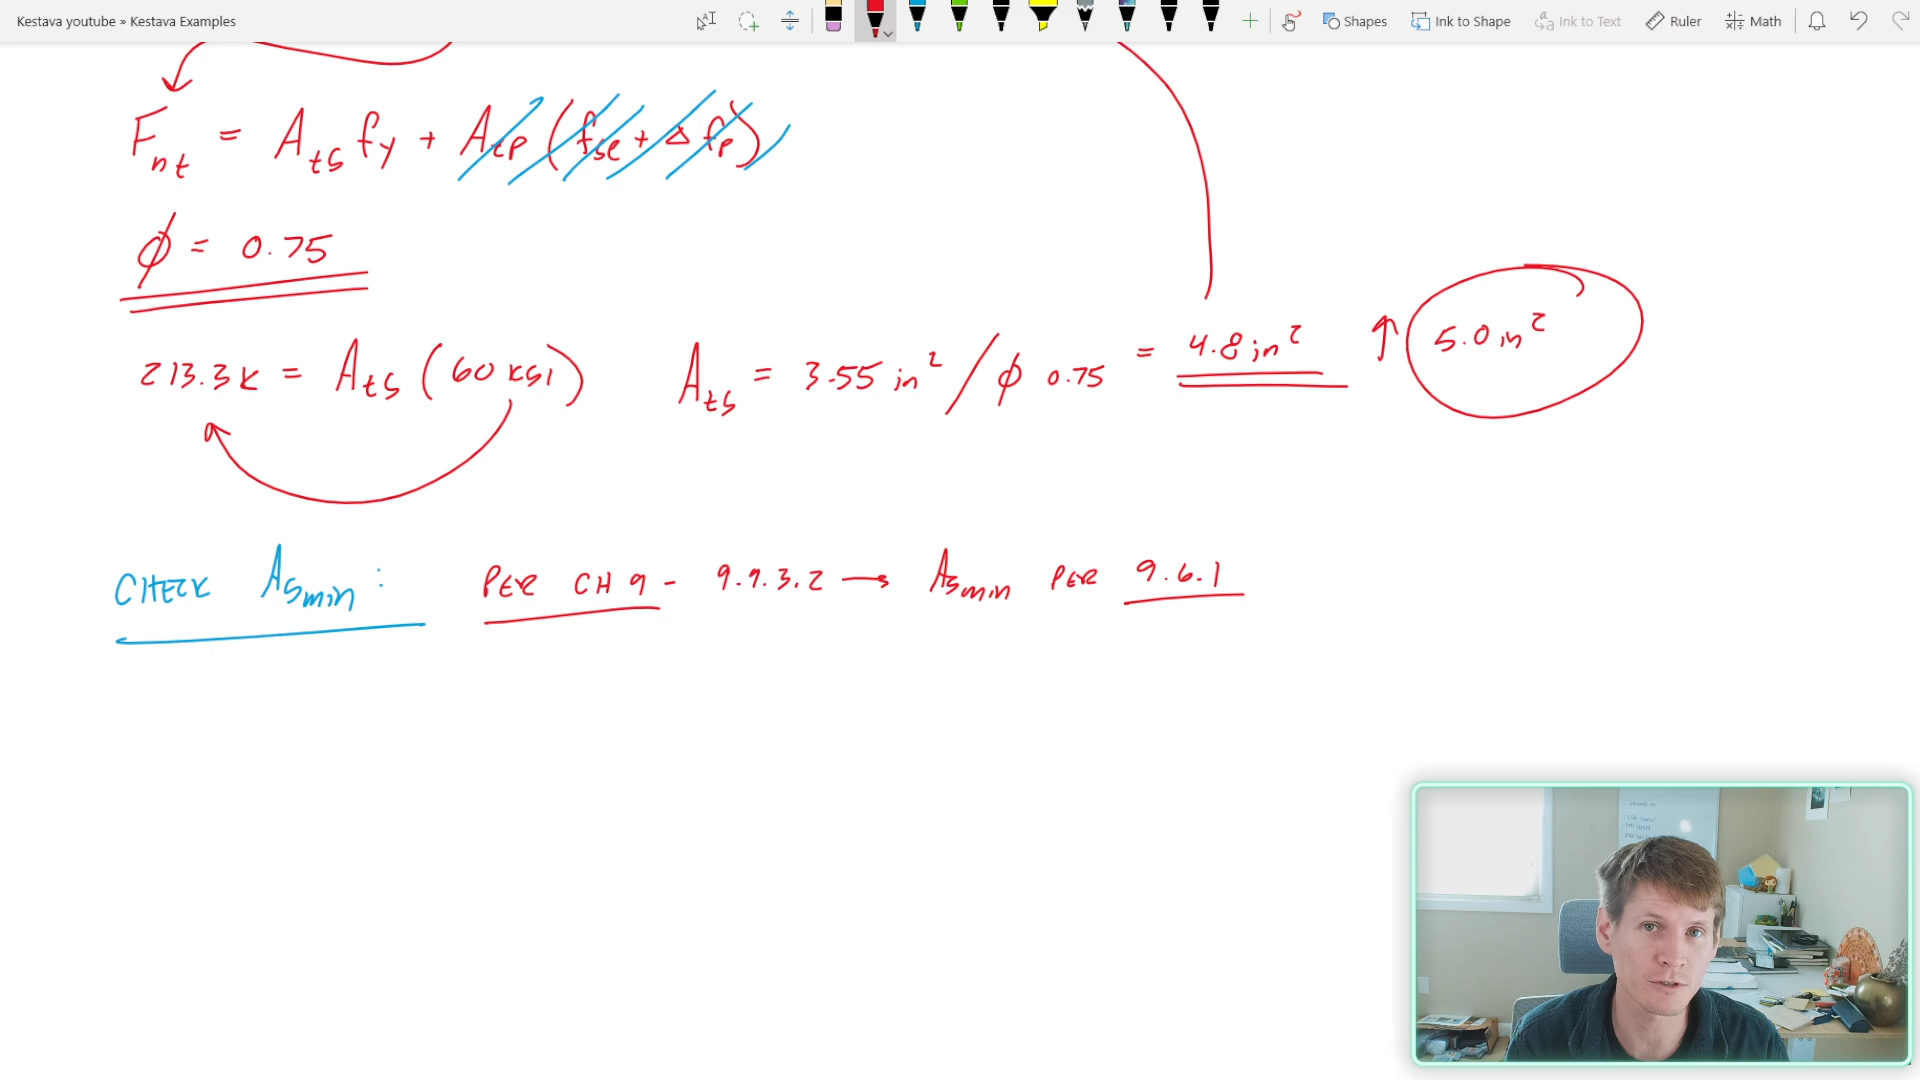 Kestava youtube » Kestava Examples
Shapes Ink to Shape Ink to Text Ruler Math
Fnt = Ats fy + Atp (fse + Δfp)
ϕ = 0.75
213.3k = Ats (60 ksi) Ats = 3.55 in² / ϕ 0.75 = 4.8 in² ↑ 5.0 in²
CHECK Asmin: PER CH 9 - 9.9.3.2 → Asmin PER 9.6.1